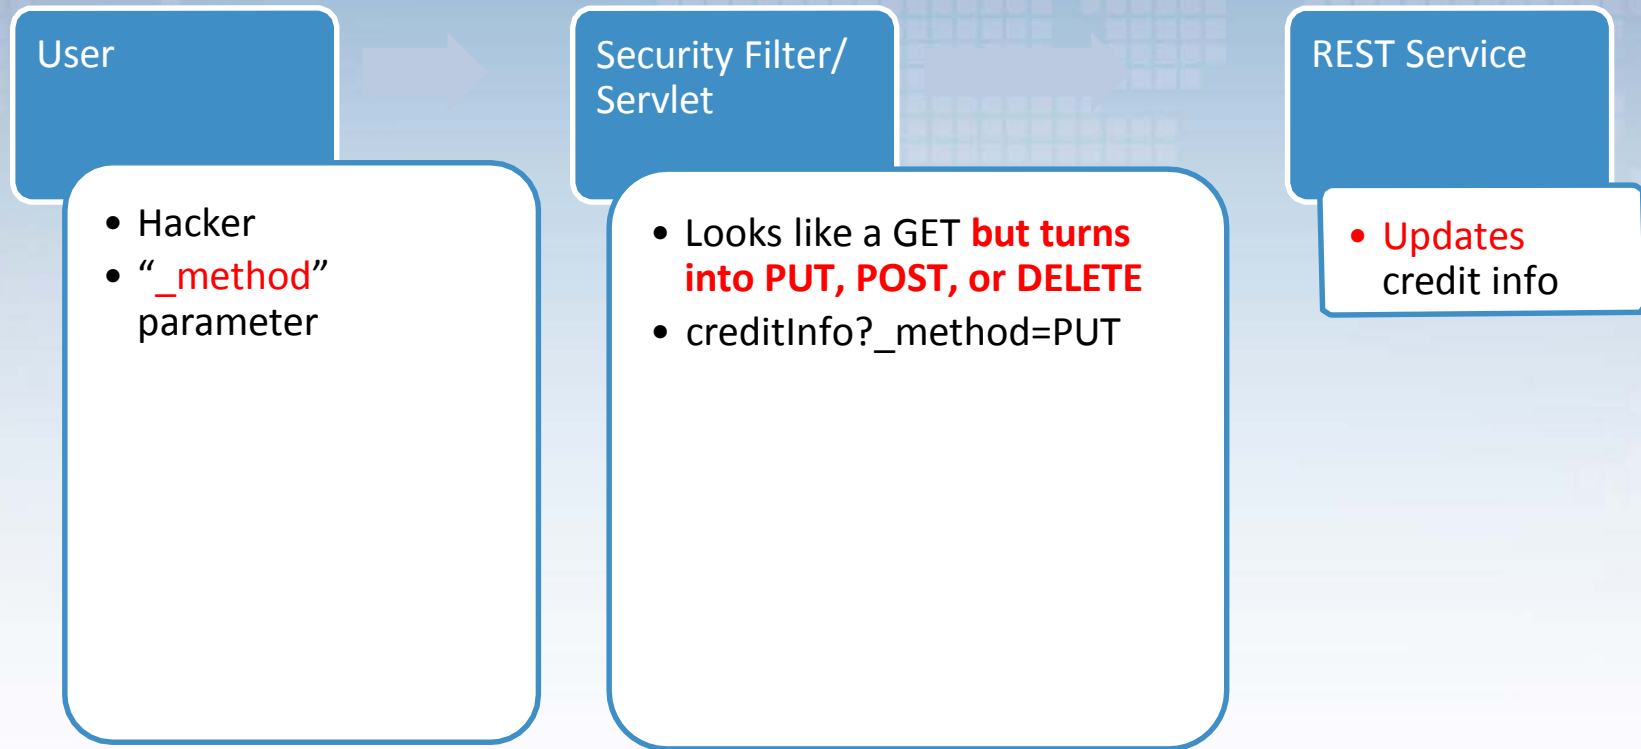 User
• Hacker
• “_method”
parameter
Security Filter/
Servlet
• Looks like a GET but turns
into PUT, POST, or DELETE
• creditInfo?_method=PUT
REST Service
• Updates
credit info